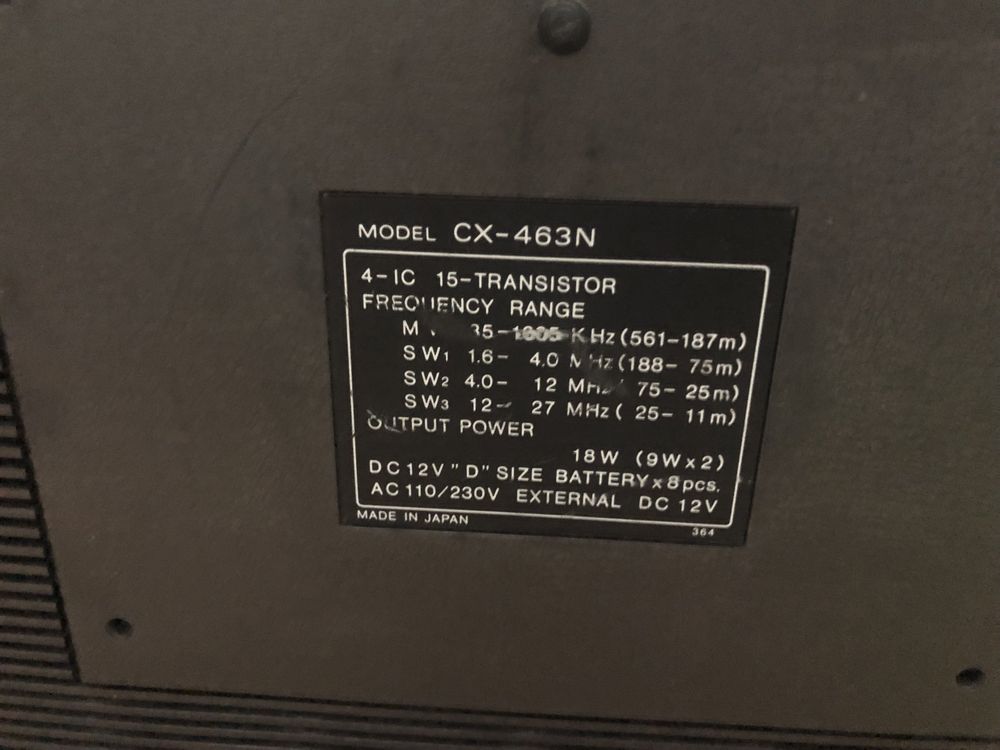 MODEL CX-463N
4-IC 15-TRANSISTOR
FREQUENCY RANGE
KHz (561-187m)
SW1 1.6- 4.0 MHz (188- 75m)
SW2 4.0- 12 MHz 75- 25m)
SW3 12- 27 MHz ( 25- 11m)
OUTPUT POWER
18W (9W x 2)
DC 12V "D" SIZE BATTERY x 8 pcs.
AC 110/230V EXTERNAL DC 12V
MADE IN JAPAN
364